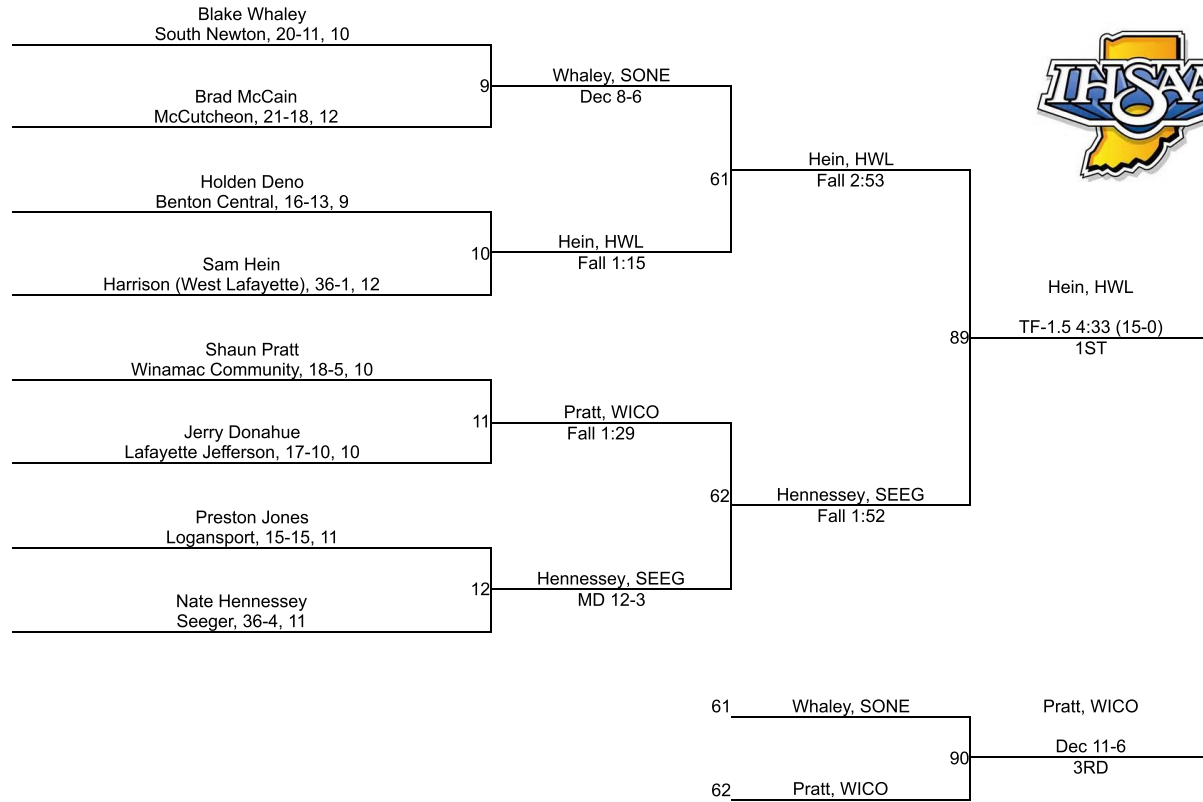 Blake Whaley
South Newton, 20-11, 10
9
Whaley, SONE
Dec 8-6
Brad McCain
McCutcheon, 21-18, 12
IHSAA
61
Hein, HWL
Fall 2:53
Holden Deno
Benton Central, 16-13, 9
10
Hein, HWL
Fall 1:15
Sam Hein
Harrison (West Lafayette), 36-1, 12
89
Hein, HWL
TF-1.5 4:33 (15-0)
1ST
Shaun Pratt
Winamac Community, 18-5, 10
11
Pratt, WICO
Fall 1:29
Jerry Donahue
Lafayette Jefferson, 17-10, 10
62
Hennessey, SEEG
Fall 1:52
Preston Jones
Logansport, 15-15, 11
12
Hennessey, SEEG
MD 12-3
Nate Hennessey
Seeger, 36-4, 11
61
Whaley, SONE
90
Pratt, WICO
Dec 11-6
3RD
62
Pratt, WICO